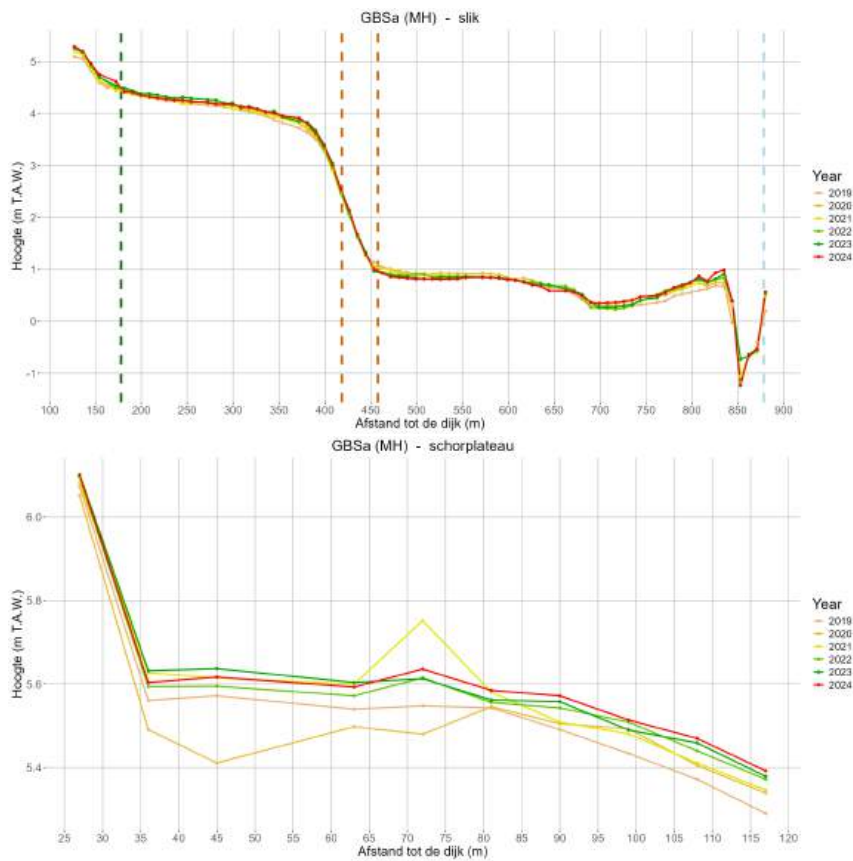 GBSa (MH) - slik
Hoogte (m T.A.W.)
5
4
3
2
1
0
-1
100 150 200 250 300 350 400 450 500 550 600 650 700 750 800 850 900
Afstand tot de dijk (m)
Year
2019
2020
2021
2022
2023
2024
GBSa (MH) - schorplateau
Hoogte (m T.A.W.)
6.0
5.8
5.6
5.4
25 30 35 40 45 50 55 60 65 70 75 80 85 90 95 100 105 110 115 120
Afstand tot de dijk (m)
Year
2019
2020
2021
2022
2023
2024